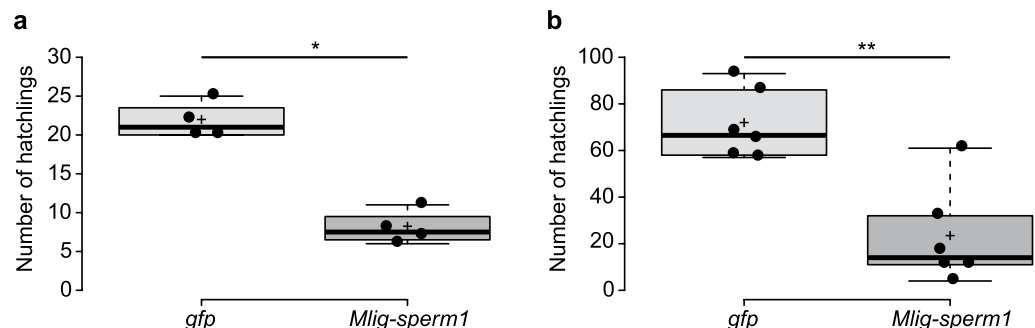 a
*
30
25
20
15
10
5
0
Number of hatchlings
gfp
Mlig-sperm1
b
**
100
80
60
40
20
0
Number of hatchlings
gfp
Mlig-sperm1